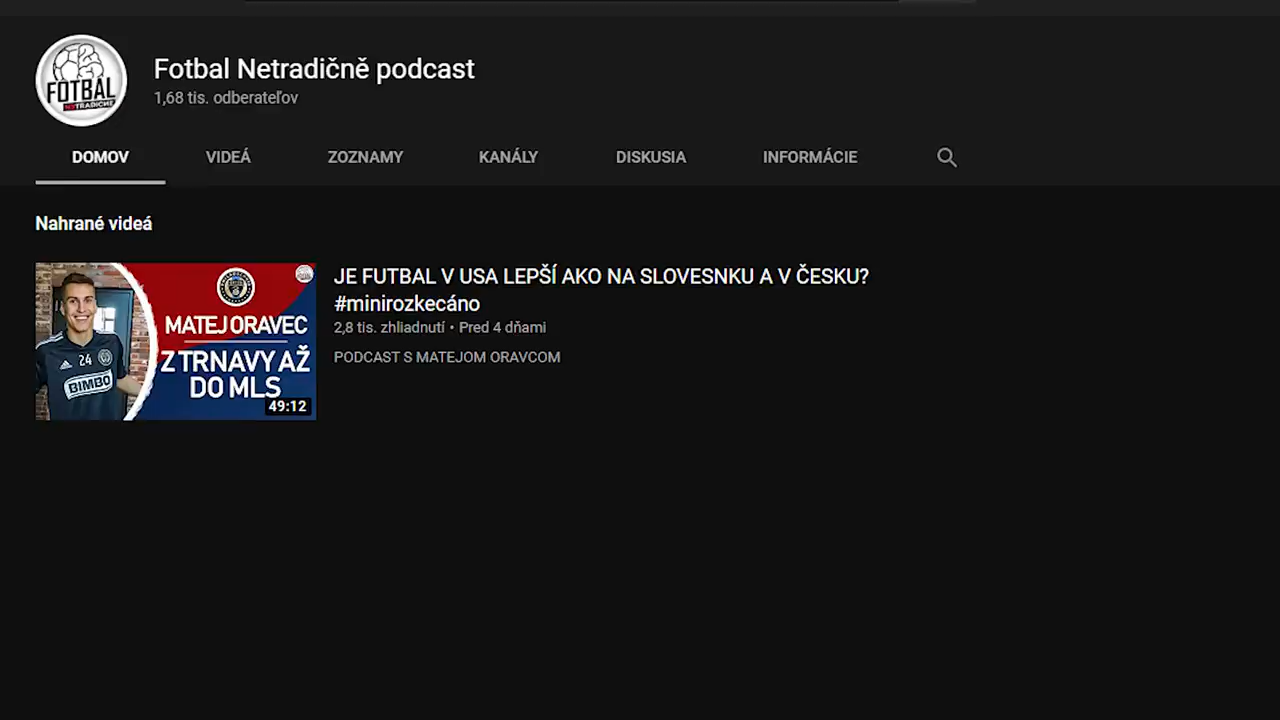 FOTBAL
NETRADIČNĚ
Fotbal Netradičně podcast
1,68 tis. odberateľov
DOMOV
VIDEÁ
ZOZNAMY
KANÁLY
DISKUSIA
INFORMÁCIE
Nahrané videá
MATEJ ORAVEC
Z TRNAVY AŽ
DO MLS
24
BIMBO
49:12
JE FUTBAL V USA LEPŠÍ AKO NA SLOVESNKU A V ČESKU?
#minirozkecáno
2,8 tis. zhliadnutí • Pred 4 dňami
PODCAST S MATEJOM ORAVCOM